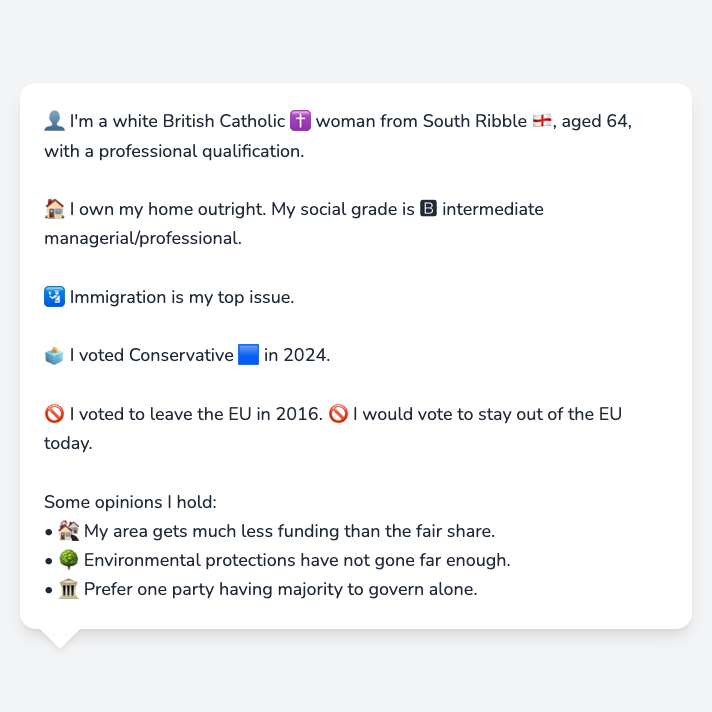 👤 I'm a white British Catholic ✝️ woman from South Ribble 🏴󠁧󠁢󠁥󠁮󠁧󠁿, aged 64,
with a professional qualification.
🏠 I own my home outright. My social grade is 🅱 intermediate
managerial/professional.
🛂 Immigration is my top issue.
🗳️ I voted Conservative 🟦 in 2024.
🚫 I voted to leave the EU in 2016. 🚫 I would vote to stay out of the EU
today.
Some opinions I hold:
• 🏘️ My area gets much less funding than the fair share.
• 🌳 Environmental protections have not gone far enough.
• 🏛️ Prefer one party having majority to govern alone.